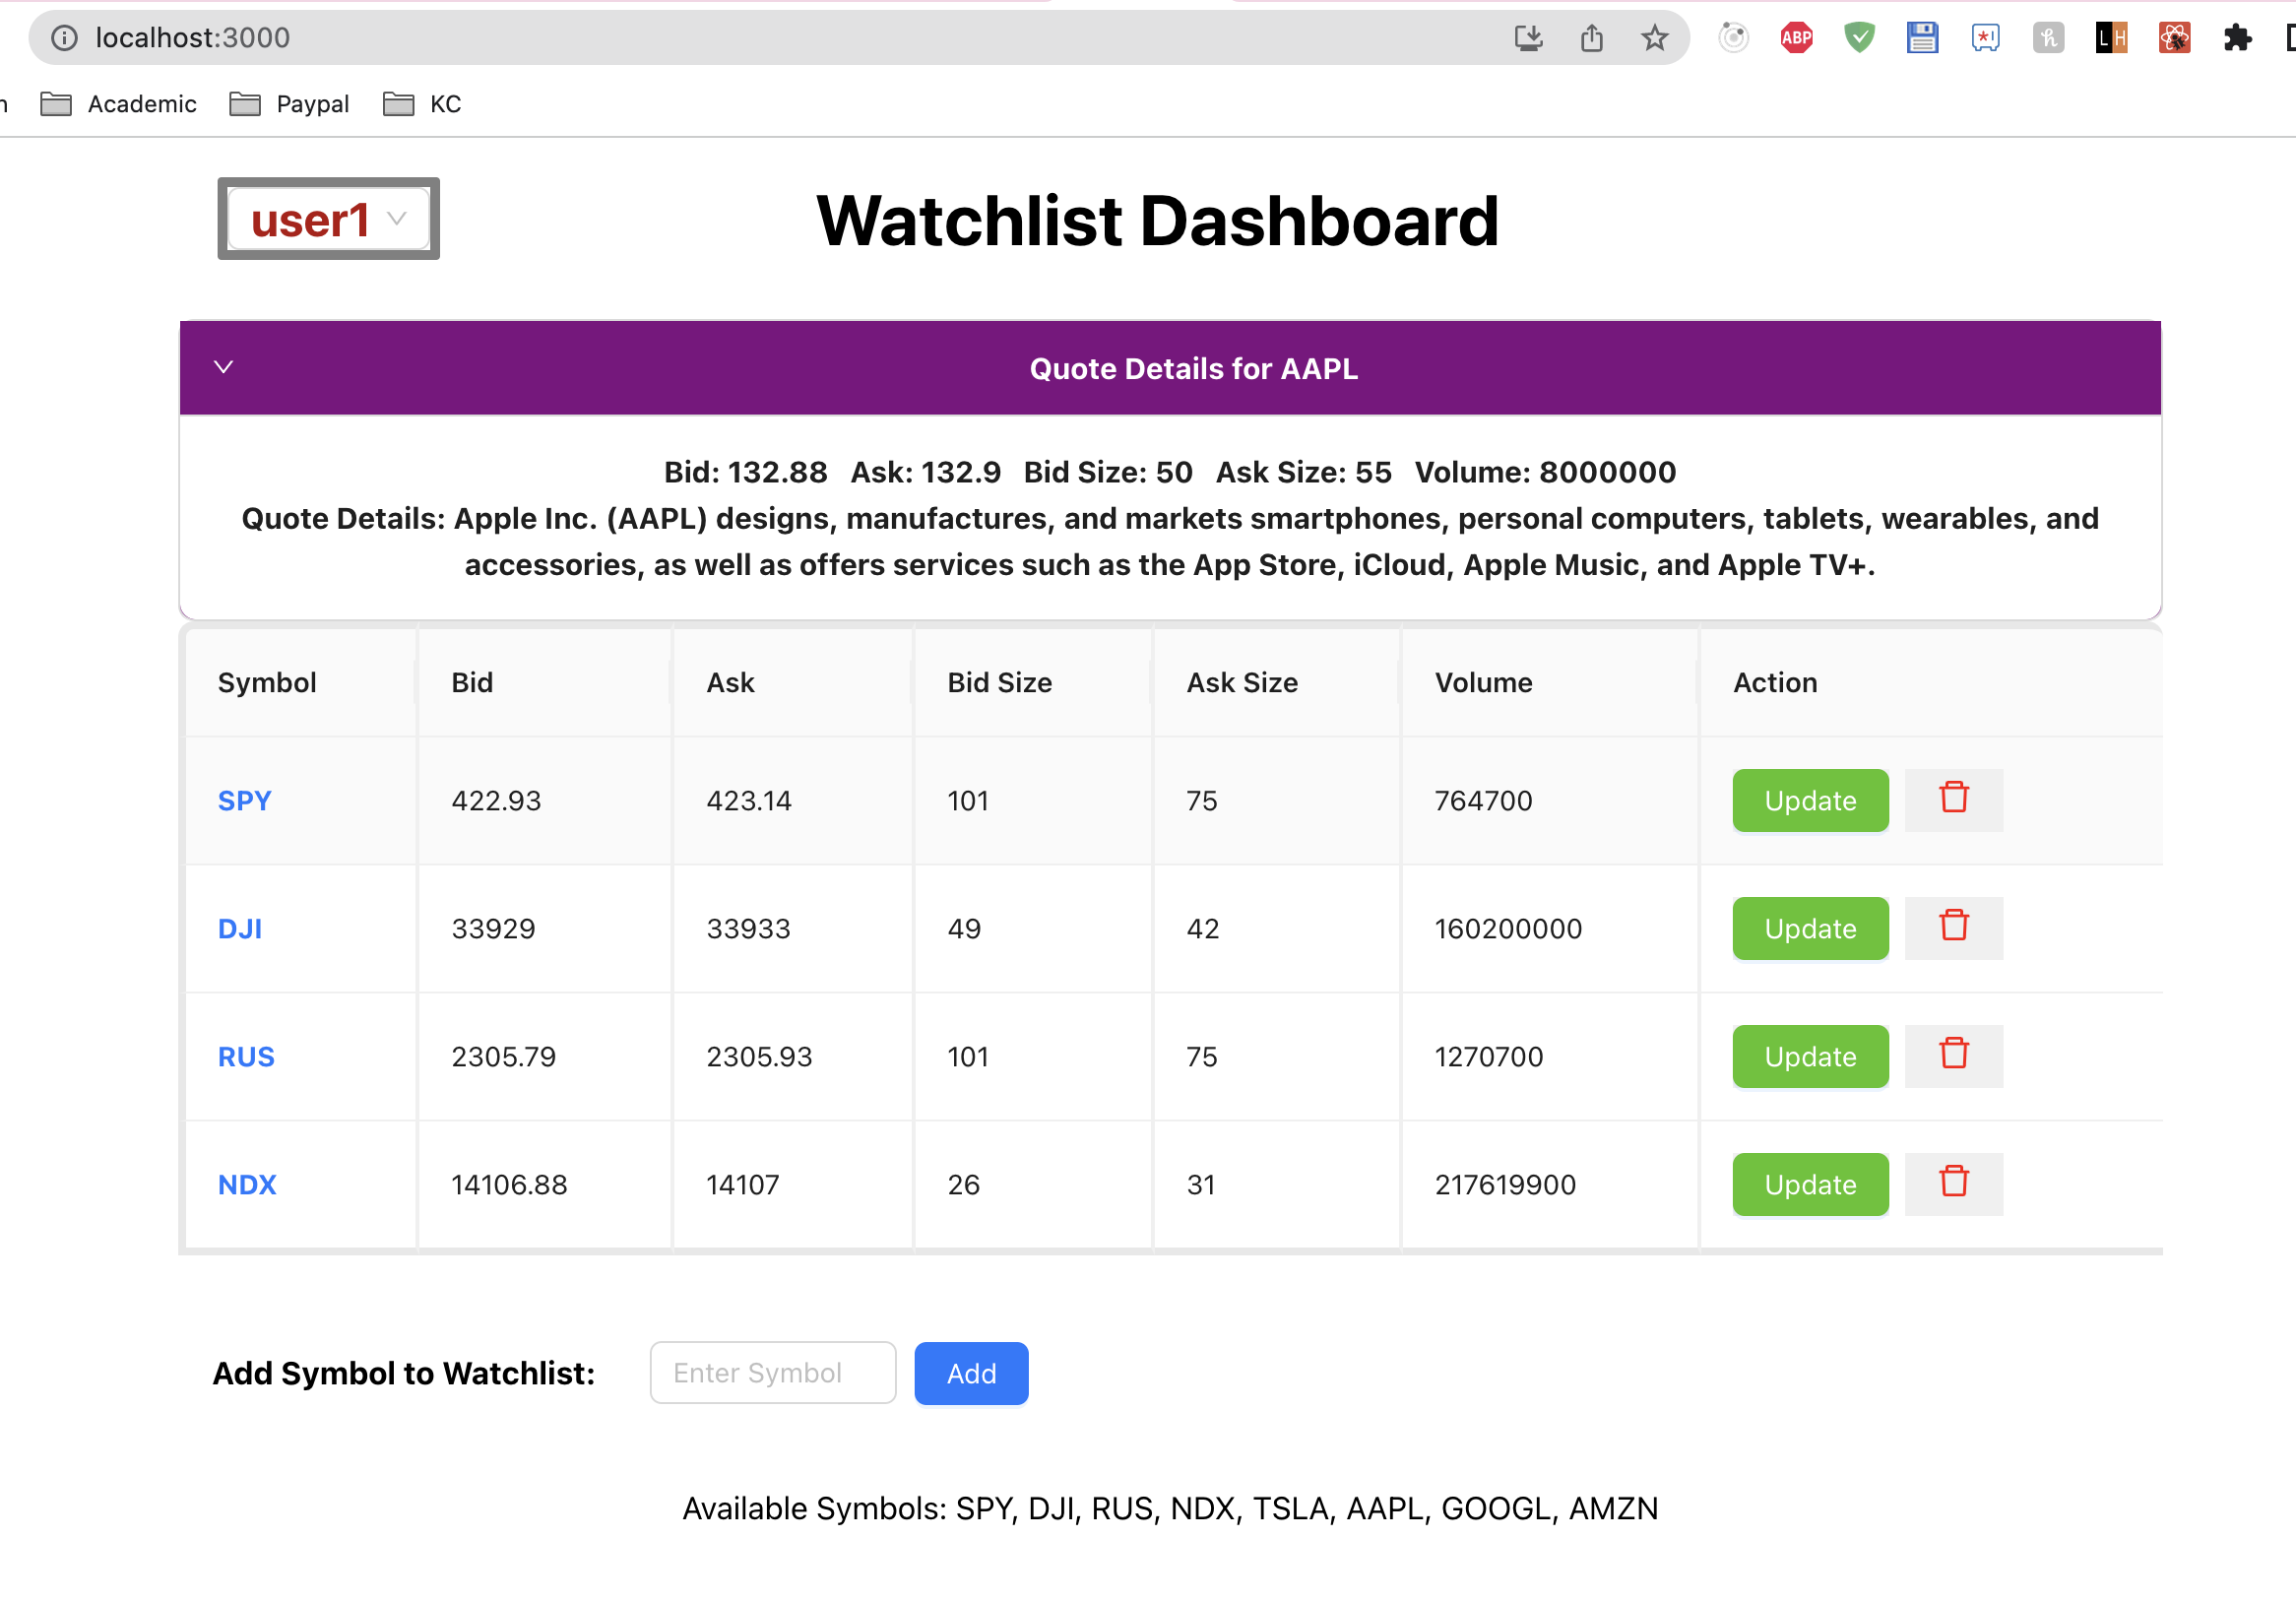 localhost:3000
ABP
LH
n Academic Paypal KC
user1
Watchlist Dashboard
Quote Details for AAPL
Bid: 132.88 Ask: 132.9 Bid Size: 50 Ask Size: 55 Volume: 8000000
Quote Details: Apple Inc. (AAPL) designs, manufactures, and markets smartphones, personal computers, tablets, wearables, and
accessories, as well as offers services such as the App Store, iCloud, Apple Music, and Apple TV+.
Symbol Bid Ask Bid Size Ask Size Volume Action
SPY 422.93 423.14 101 75 764700 Update
DJI 33929 33933 49 42 160200000 Update
RUS 2305.79 2305.93 101 75 1270700 Update
NDX 14106.88 14107 26 31 217619900 Update
Add Symbol to Watchlist: Enter Symbol Add
Available Symbols: SPY, DJI, RUS, NDX, TSLA, AAPL, GOOGL, AMZN